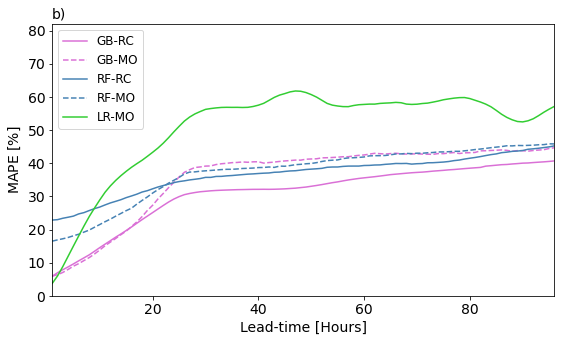 b)
80
70
60
50
40
30
20
10
0
MAPE [%]
GB-RC
GB-MO
RF-RC
RF-MO
LR-MO
20 40 60 80
Lead-time [Hours]